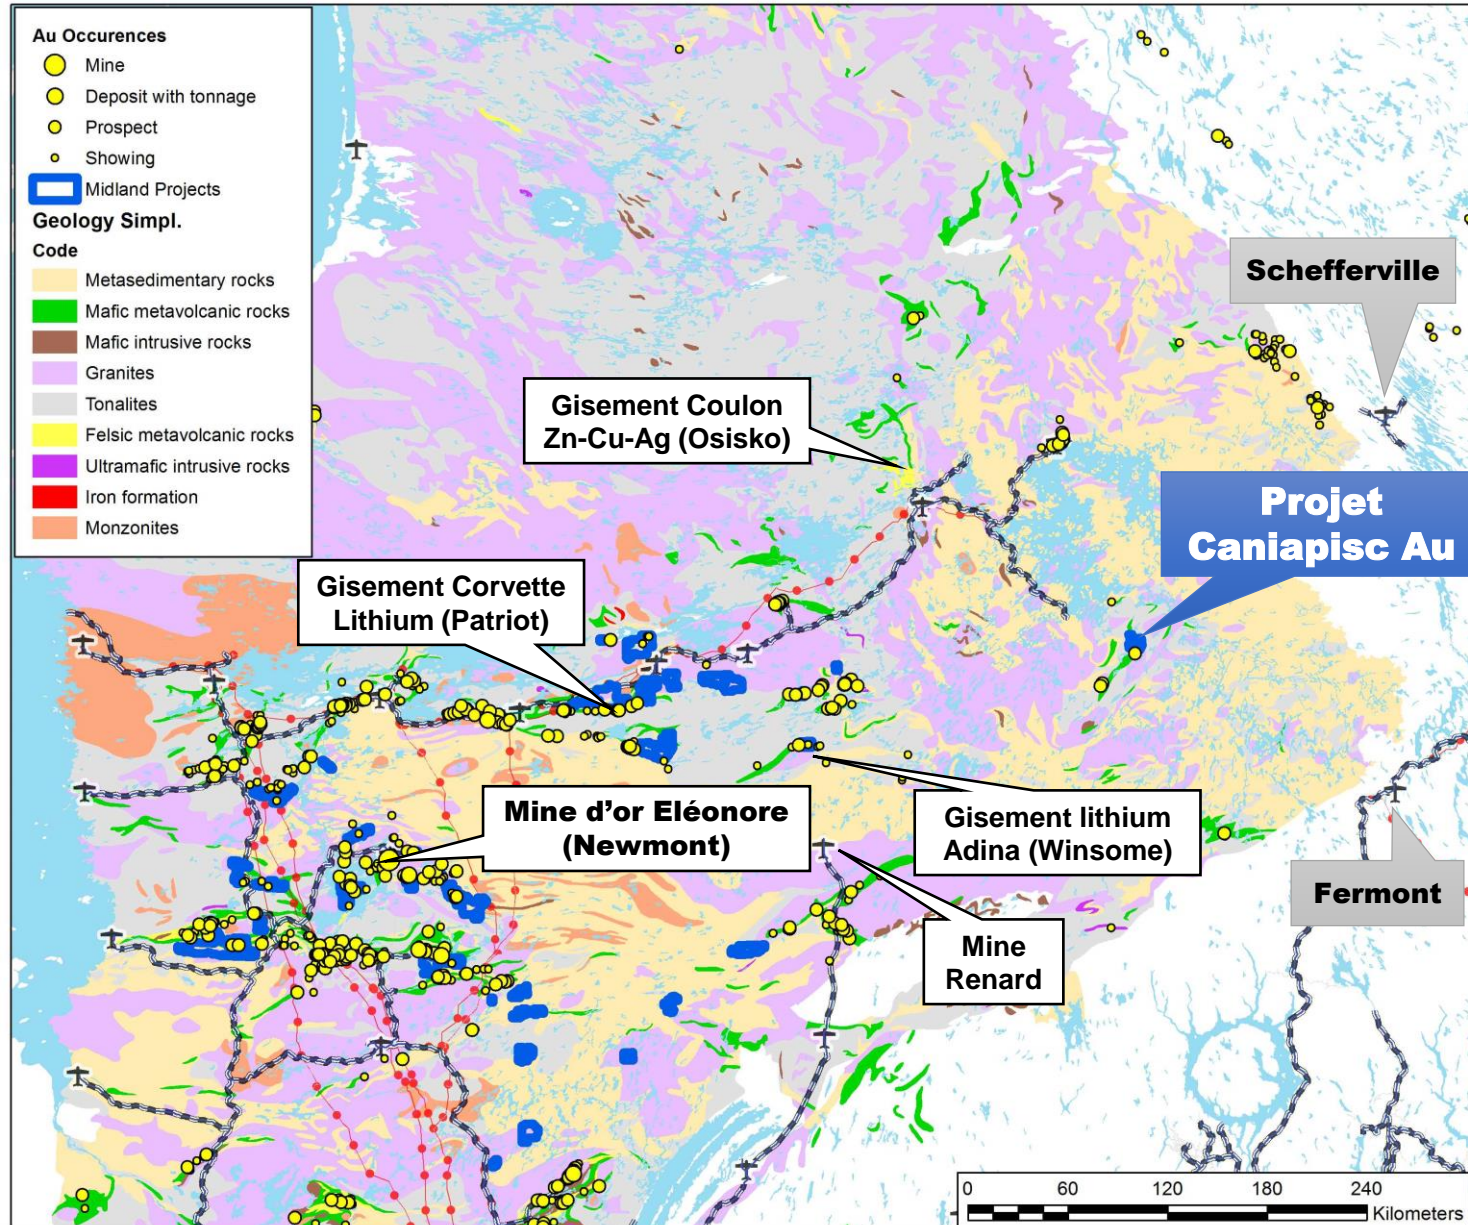 Au Occurences
Mine
Deposit with tonnage
Prospect
Showing
Midland Projects
Geology Simpl.
Code
Metasedimentary rocks
Mafic metavolcanic rocks
Mafic intrusive rocks
Granites
Tonalites
Felsic metavolcanic rocks
Ultramafic intrusive rocks
Iron formation
Monzonites
Schefferville
Gisement Coulon
Zn-Cu-Ag (Osisko)
Projet
Caniapisc Au
Gisement Corvette
Lithium (Patriot)
Mine d'or Eléonore
(Newmont)
Gisement lithium
Adina (Winsome)
Fermont
Mine
Renard
0 60 120 180 240
Kilometers